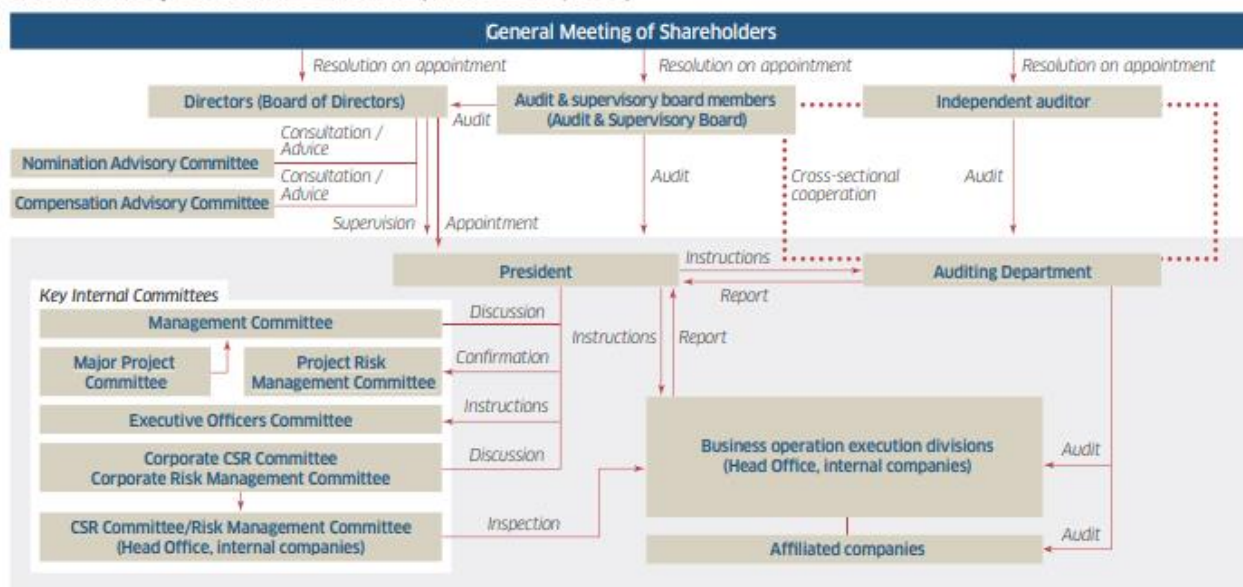 General Meeting of Shareholders
Resolution on appointment
Resolution on appointment
Resolution on appointment
Directors (Board of Directors)
Audit
Audit & supervisory board members
(Audit & Supervisory Board)
Independent auditor
Consultation /
Advice
Nomination Advisory Committee
Consultation /
Advice
Compensation Advisory Committee
Audit
Cross-sectional
cooperation
Audit
Supervision
Appointment
President
Instructions
Report
Auditing Department
Key Internal Committees
Management Committee
Discussion
Instructions
Report
Major Project
Committee
Project Risk
Management Committee
Confirmation
Executive Officers Committee
Instructions
Corporate CSR Committee
Corporate Risk Management Committee
Discussion
Business operation execution divisions
(Head Office, internal companies)
Audit
CSR Committee/Risk Management Committee
(Head Office, internal companies)
Inspection
Affiliated companies
Audit